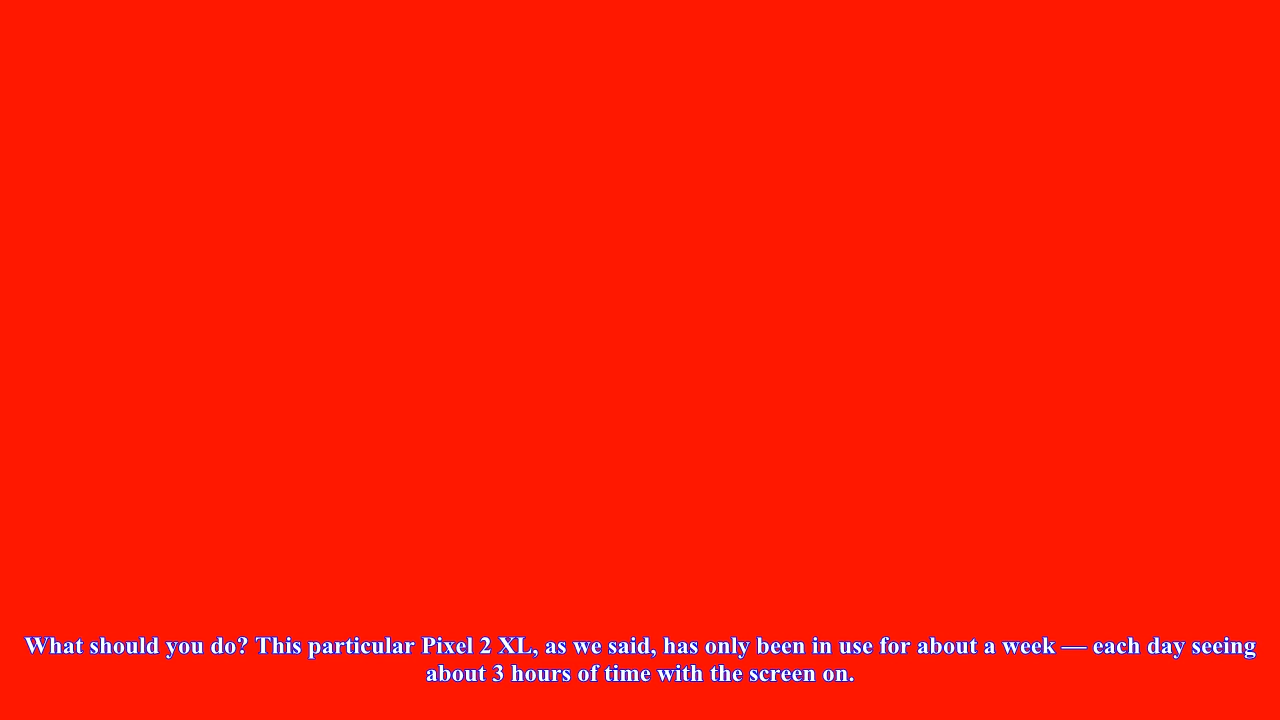 What should you do? This particular Pixel 2 XL, as we said, has only been in use for about a week — each day seeing
about 3 hours of time with the screen on.